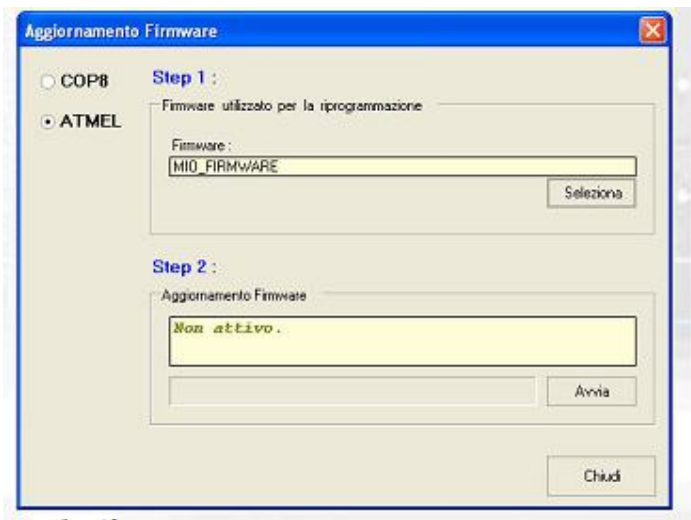 Aggiornamento Firmware
COP8
ATMEL
Step 1 :
Firmware utilizzato per la riprogrammazione
Firmware :
MIO_FIRMWARE
Seleziona
Step 2 :
Aggiornamento Firmware
Non attivo.
Avvia
Chiudi